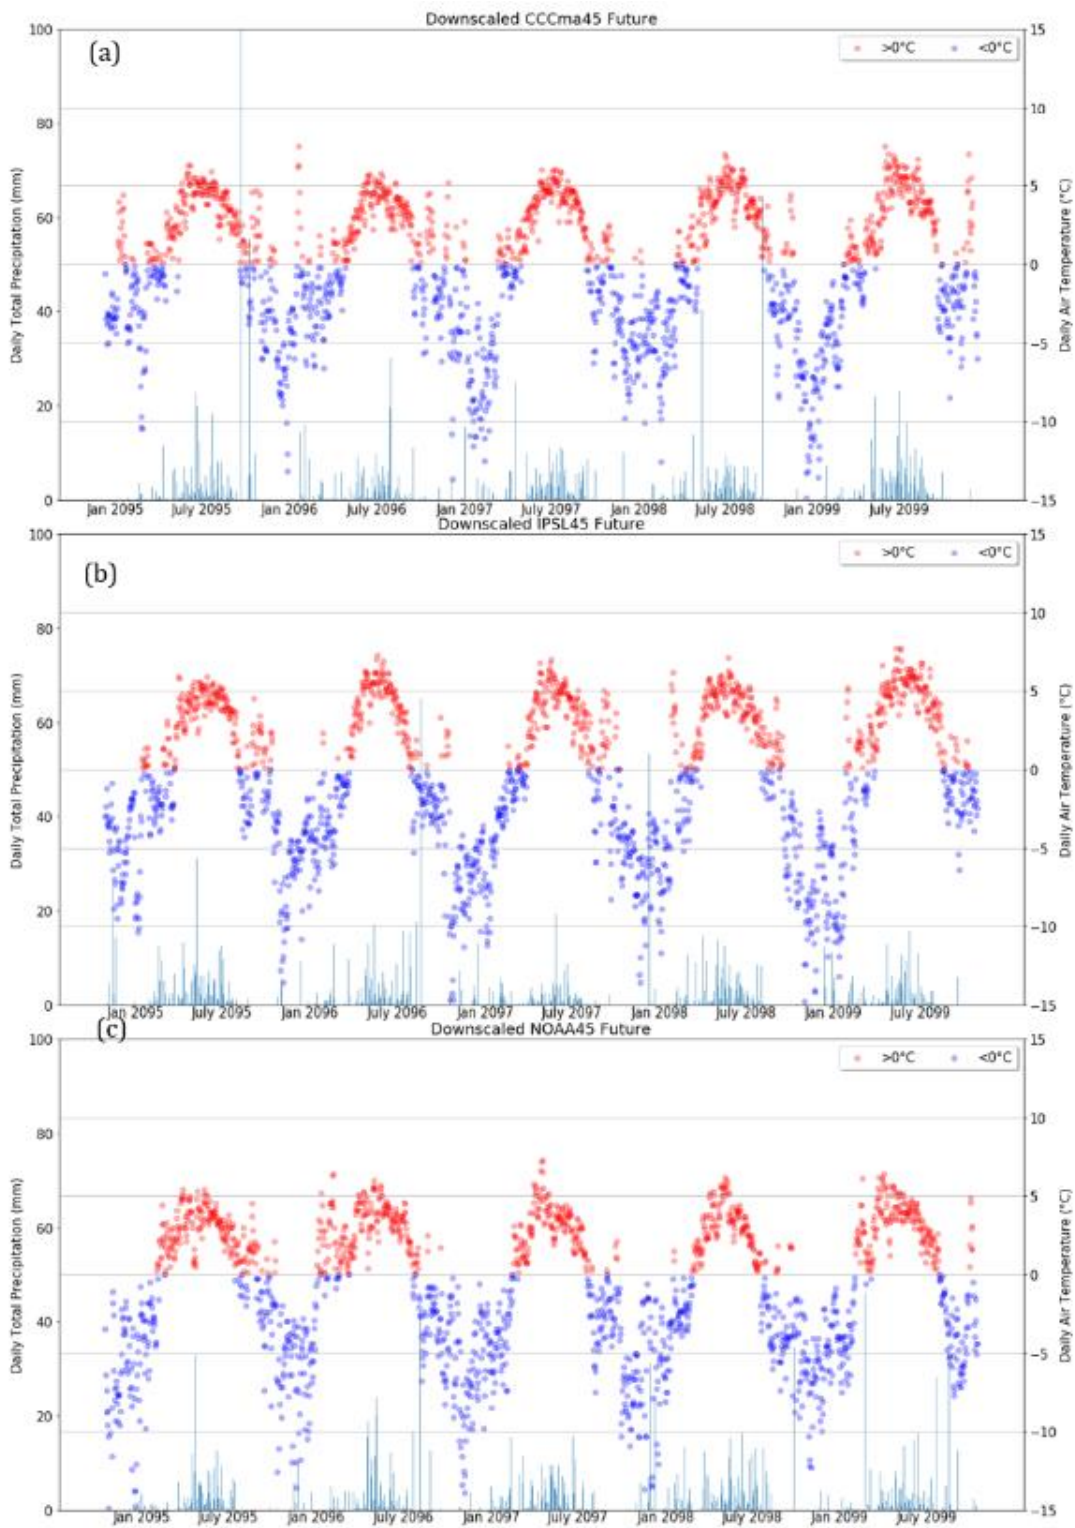 Downscaled CCCma45 Future
(a)
>0°C <0°C
Daily Total Precipitation (mm)
100
80
60
40
20
0
Daily Air Temperature (°C)
15
10
5
0
−5
−10
−15
Jan 2095 July 2095 Jan 2096 July 2096 Jan 2097 July 2097 Jan 2098 July 2098 Jan 2099 July 2099
Downscaled IPSL45 Future
(b)
>0°C <0°C
Daily Total Precipitation (mm)
100
80
60
40
20
0
Daily Air Temperature (°C)
15
10
5
0
−5
−10
−15
Jan 2095 July 2095 Jan 2096 July 2096 Jan 2097 July 2097 Jan 2098 July 2098 Jan 2099 July 2099
(c)
Downscaled NOAA45 Future
>0°C <0°C
Daily Total Precipitation (mm)
100
80
60
40
20
0
Daily Air Temperature (°C)
15
10
5
0
−5
−10
−15
Jan 2095 July 2095 Jan 2096 July 2096 Jan 2097 July 2097 Jan 2098 July 2098 Jan 2099 July 2099